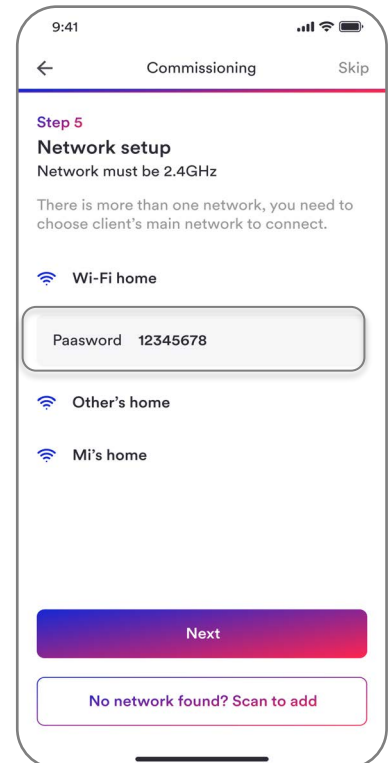 9:41
Commissioning Skip
Step 5
Network setup
Network must be 2.4GHz
There is more than one network, you need to
choose client's main network to connect.
Wi-Fi home
Paasword 12345678
Other's home
Mi's home
Next
No network found? Scan to add